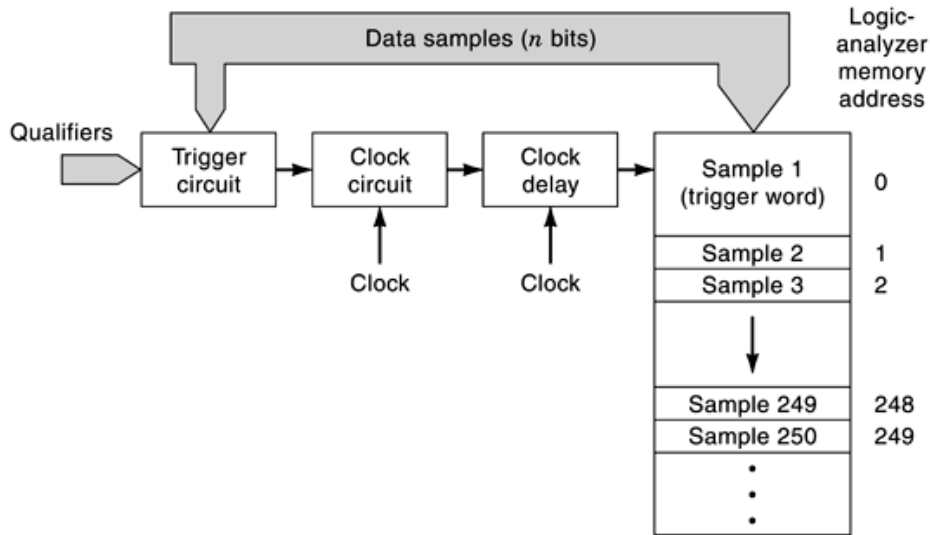 Data samples (n bits)
Logic-
analyzer
memory
address
Qualifiers
Trigger
circuit
Clock
circuit
Clock
delay
Sample 1
(trigger word)
0
Clock
Clock
Sample 2
1
Sample 3
2
Sample 249
248
Sample 250
249